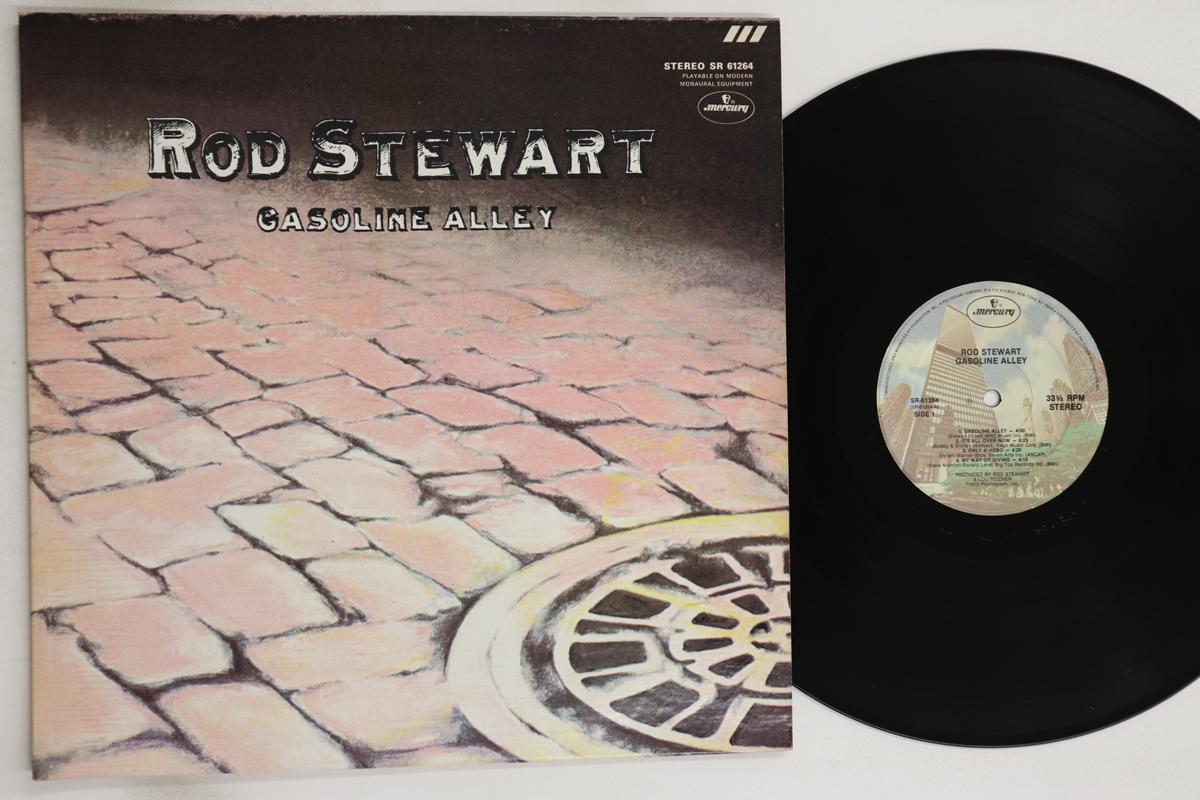 STEREO SR 61264
PLAYABLE ON MODERN
MONAURAL EQUIPMENT
mercury
ROD STEWART
GASOLINE ALLEY
mercury
ROD STEWART
GASOLINE ALLEY
SR-61264
SIDE 1
33⅓ RPM
STEREO
1. GASOLINE ALLEY — 4:00
2. IT'S ALL OVER NOW — 6:23
3. ONLY A HOBO — 4:20
4. MY WAY OF GIVING — 4:10
PRODUCED BY ROD STEWART
& LOU REIZNER